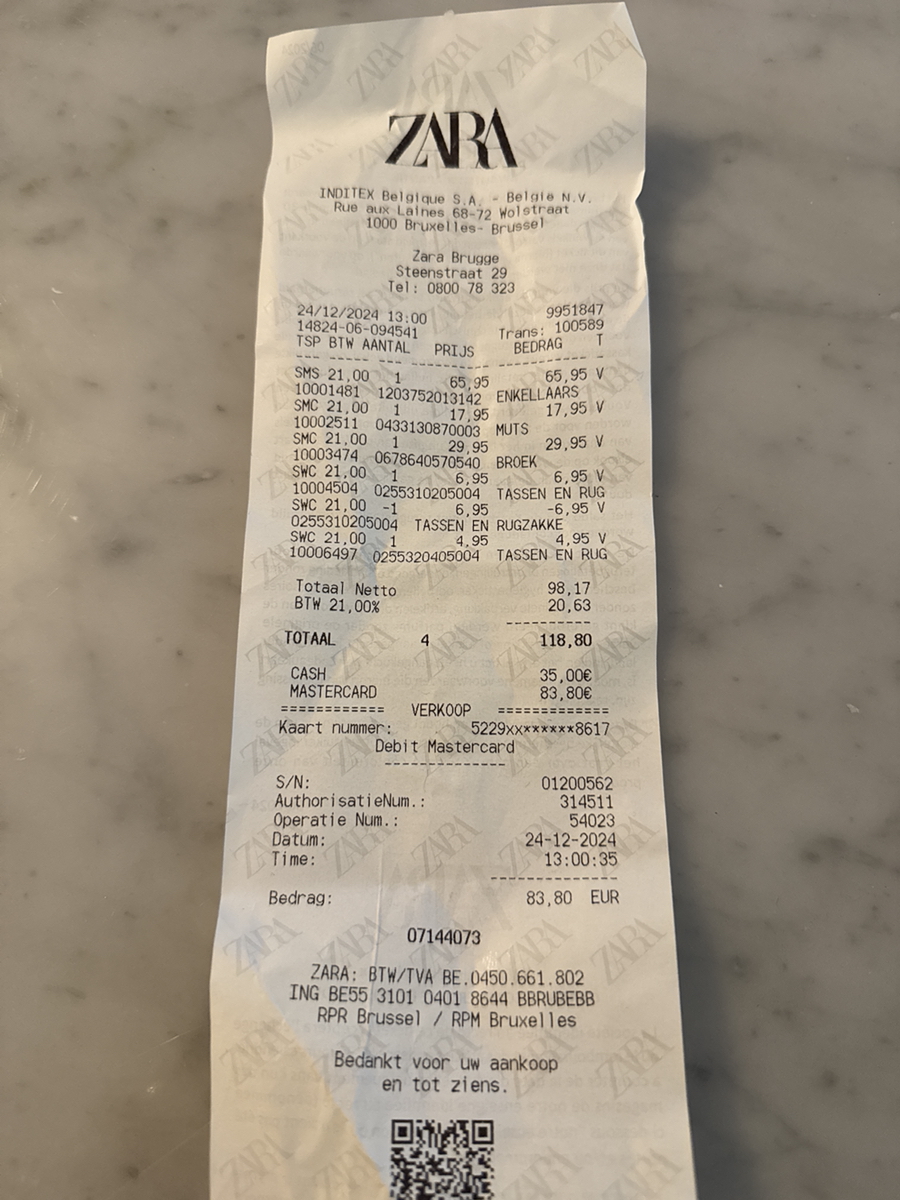 ZARA
INDITEX Belgique S.A. - België N.V.
Rue aux Laines 68-72 Wolstraat
1000 Bruxelles- Brussel
Zara Brugge
Steenstraat 29
Tel: 0800 78 323
24/12/2024 13:00 9951847
14824-06-094541 Trans: 100589
TSP BTW AANTAL PRIJS BEDRAG T
--- ----- ------ --------- ---------- ---
SMS 21,00 1 65,95 65,95 V
10001481 1203752013142 ENKELLAARS
SMC 21,00 1 17,95 17,95 V
10002511 0433130870003 MUTS
SMC 21,00 1 29,95 29,95 V
10003474 0678640570540 BROEK
SWC 21,00 1 6,95 6,95 V
10004504 0255310205004 TASSEN EN RUG
SWC 21,00 -1 6,95 -6,95 V
0255310205004 TASSEN EN RUGZAKKE
SWC 21,00 1 4,95 4,95 V
10006497 0255320405004 TASSEN EN RUG
Totaal Netto 98,17
BTW 21,00% 20,63
----------
TOTAAL 4 118,80
CASH 35,00€
MASTERCARD 83,80€
============ VERKOOP =============
Kaart nummer: 5229xx******8617
Debit Mastercard
--------------
S/N: 01200562
AuthorisatieNum.: 314511
Operatie Num.: 54023
Datum: 24-12-2024
Time: 13:00:35
--------------
Bedrag: 83,80 EUR
07144073
ZARA: BTW/TVA BE.0450.661.802
ING BE55 3101 0401 8644 BBRUBEBB
RPR Brussel / RPM Bruxelles
Bedankt voor uw aankoop
en tot ziens.